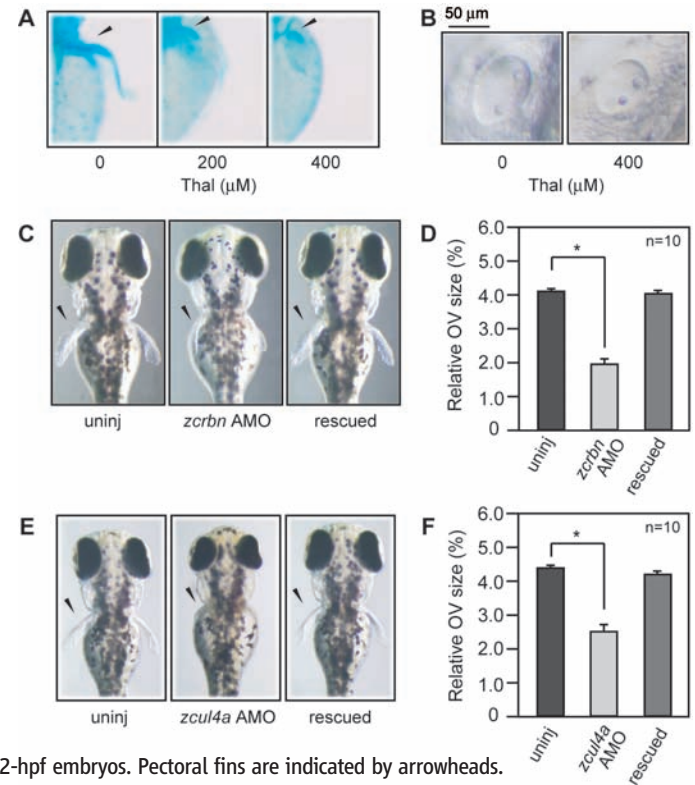 A
B
50 μm
0
200
400
Thal (μM)
0
400
Thal (μM)
C
uninj
zcrbn AMO
rescued
D
Relative OV size (%)
6.0
5.0
4.0
3.0
2.0
1.0
0
n=10
*
uninj
zcrbn
AMO
rescued
E
uninj
zcul4a AMO
rescued
F
Relative OV size (%)
6.0
5.0
4.0
3.0
2.0
1.0
0
n=10
*
uninj
zcul4a
AMO
rescued
2-hpf embryos. Pectoral fins are indicated by arrowheads.